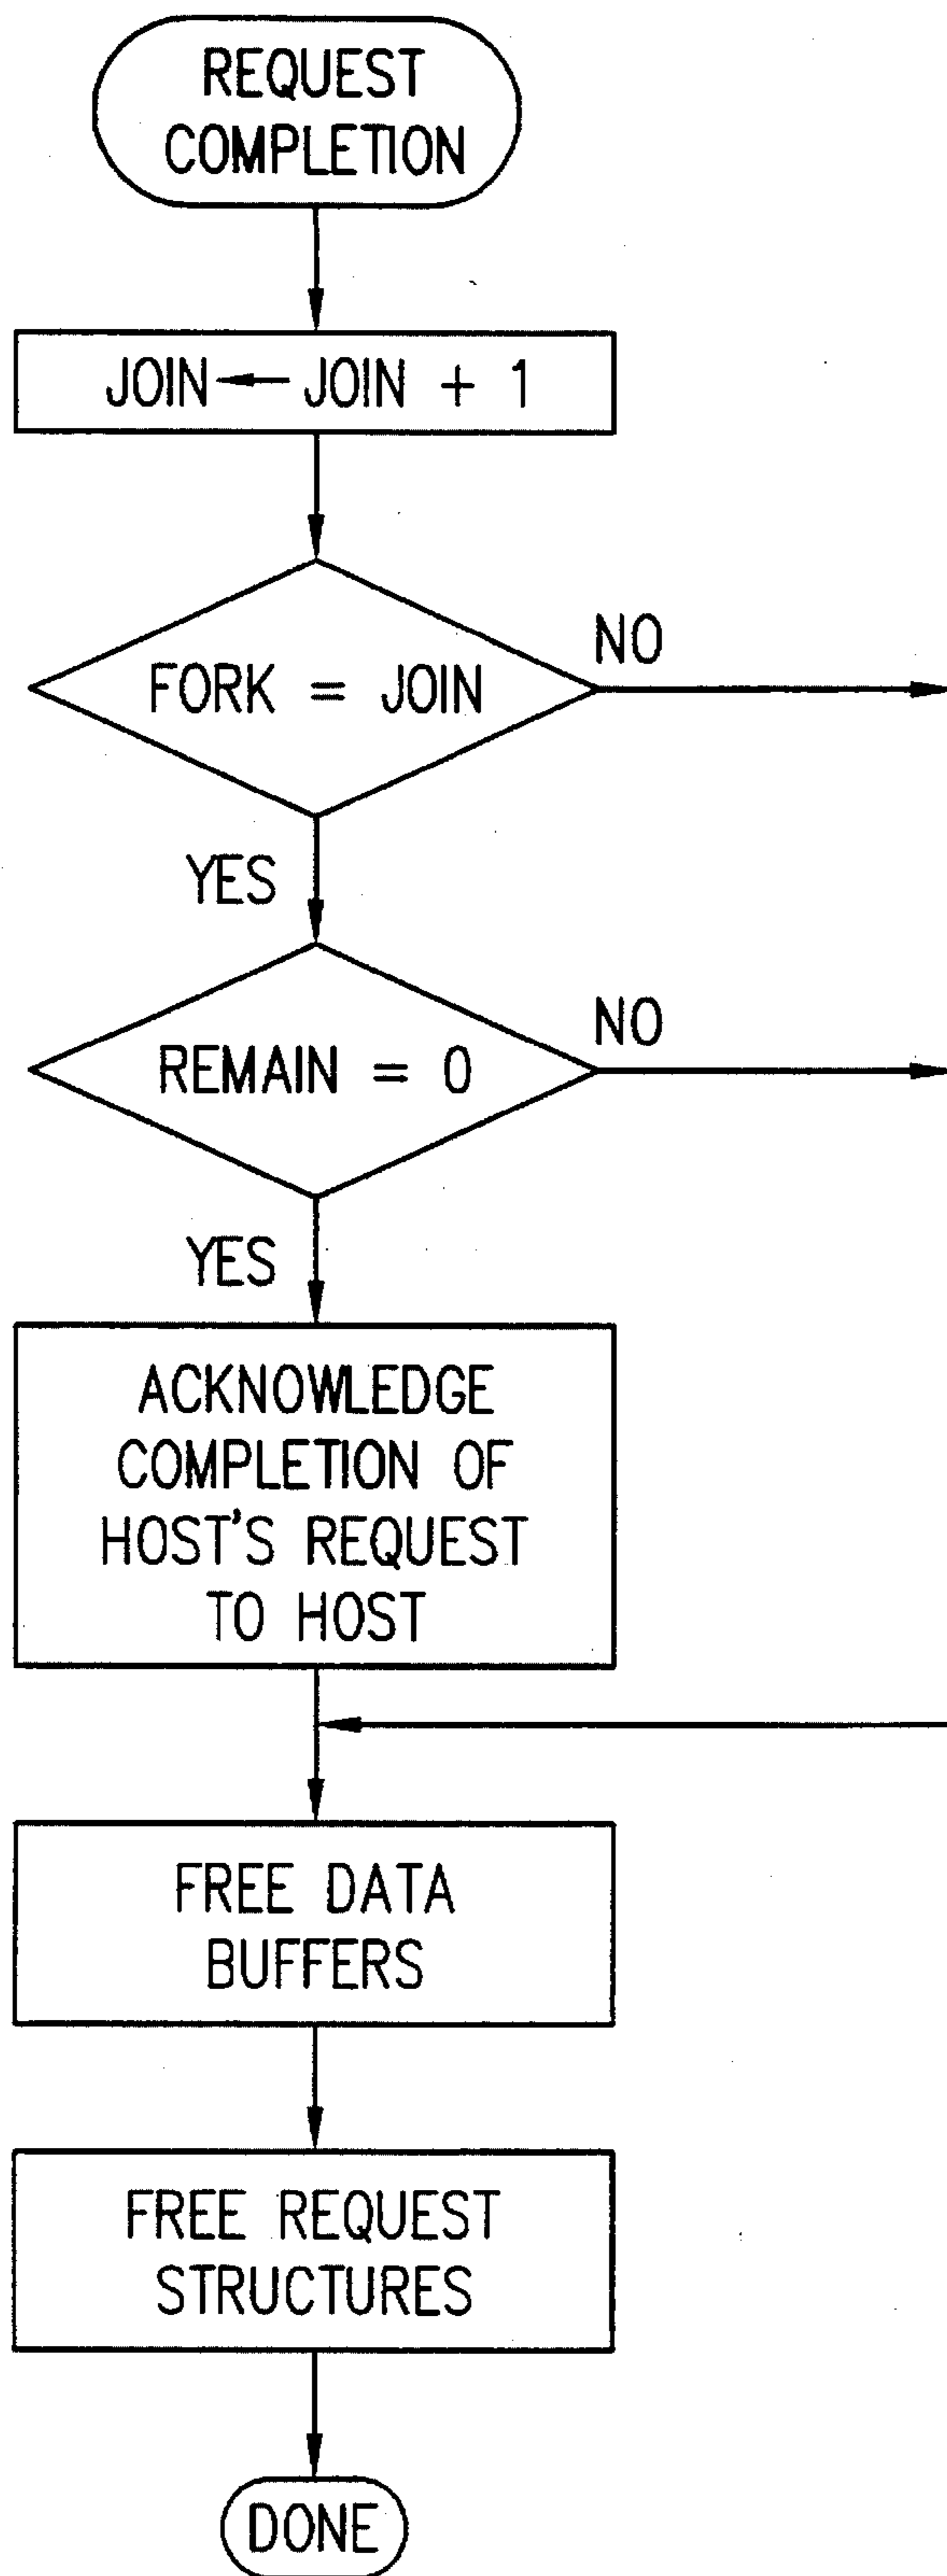 REQUEST
COMPLETION
JOIN ← JOIN + 1
FORK = JOIN
NO
YES
REMAIN = 0
NO
YES
ACKNOWLEDGE
COMPLETION OF
HOST'S REQUEST
TO HOST
FREE DATA
BUFFERS
FREE REQUEST
STRUCTURES
DONE